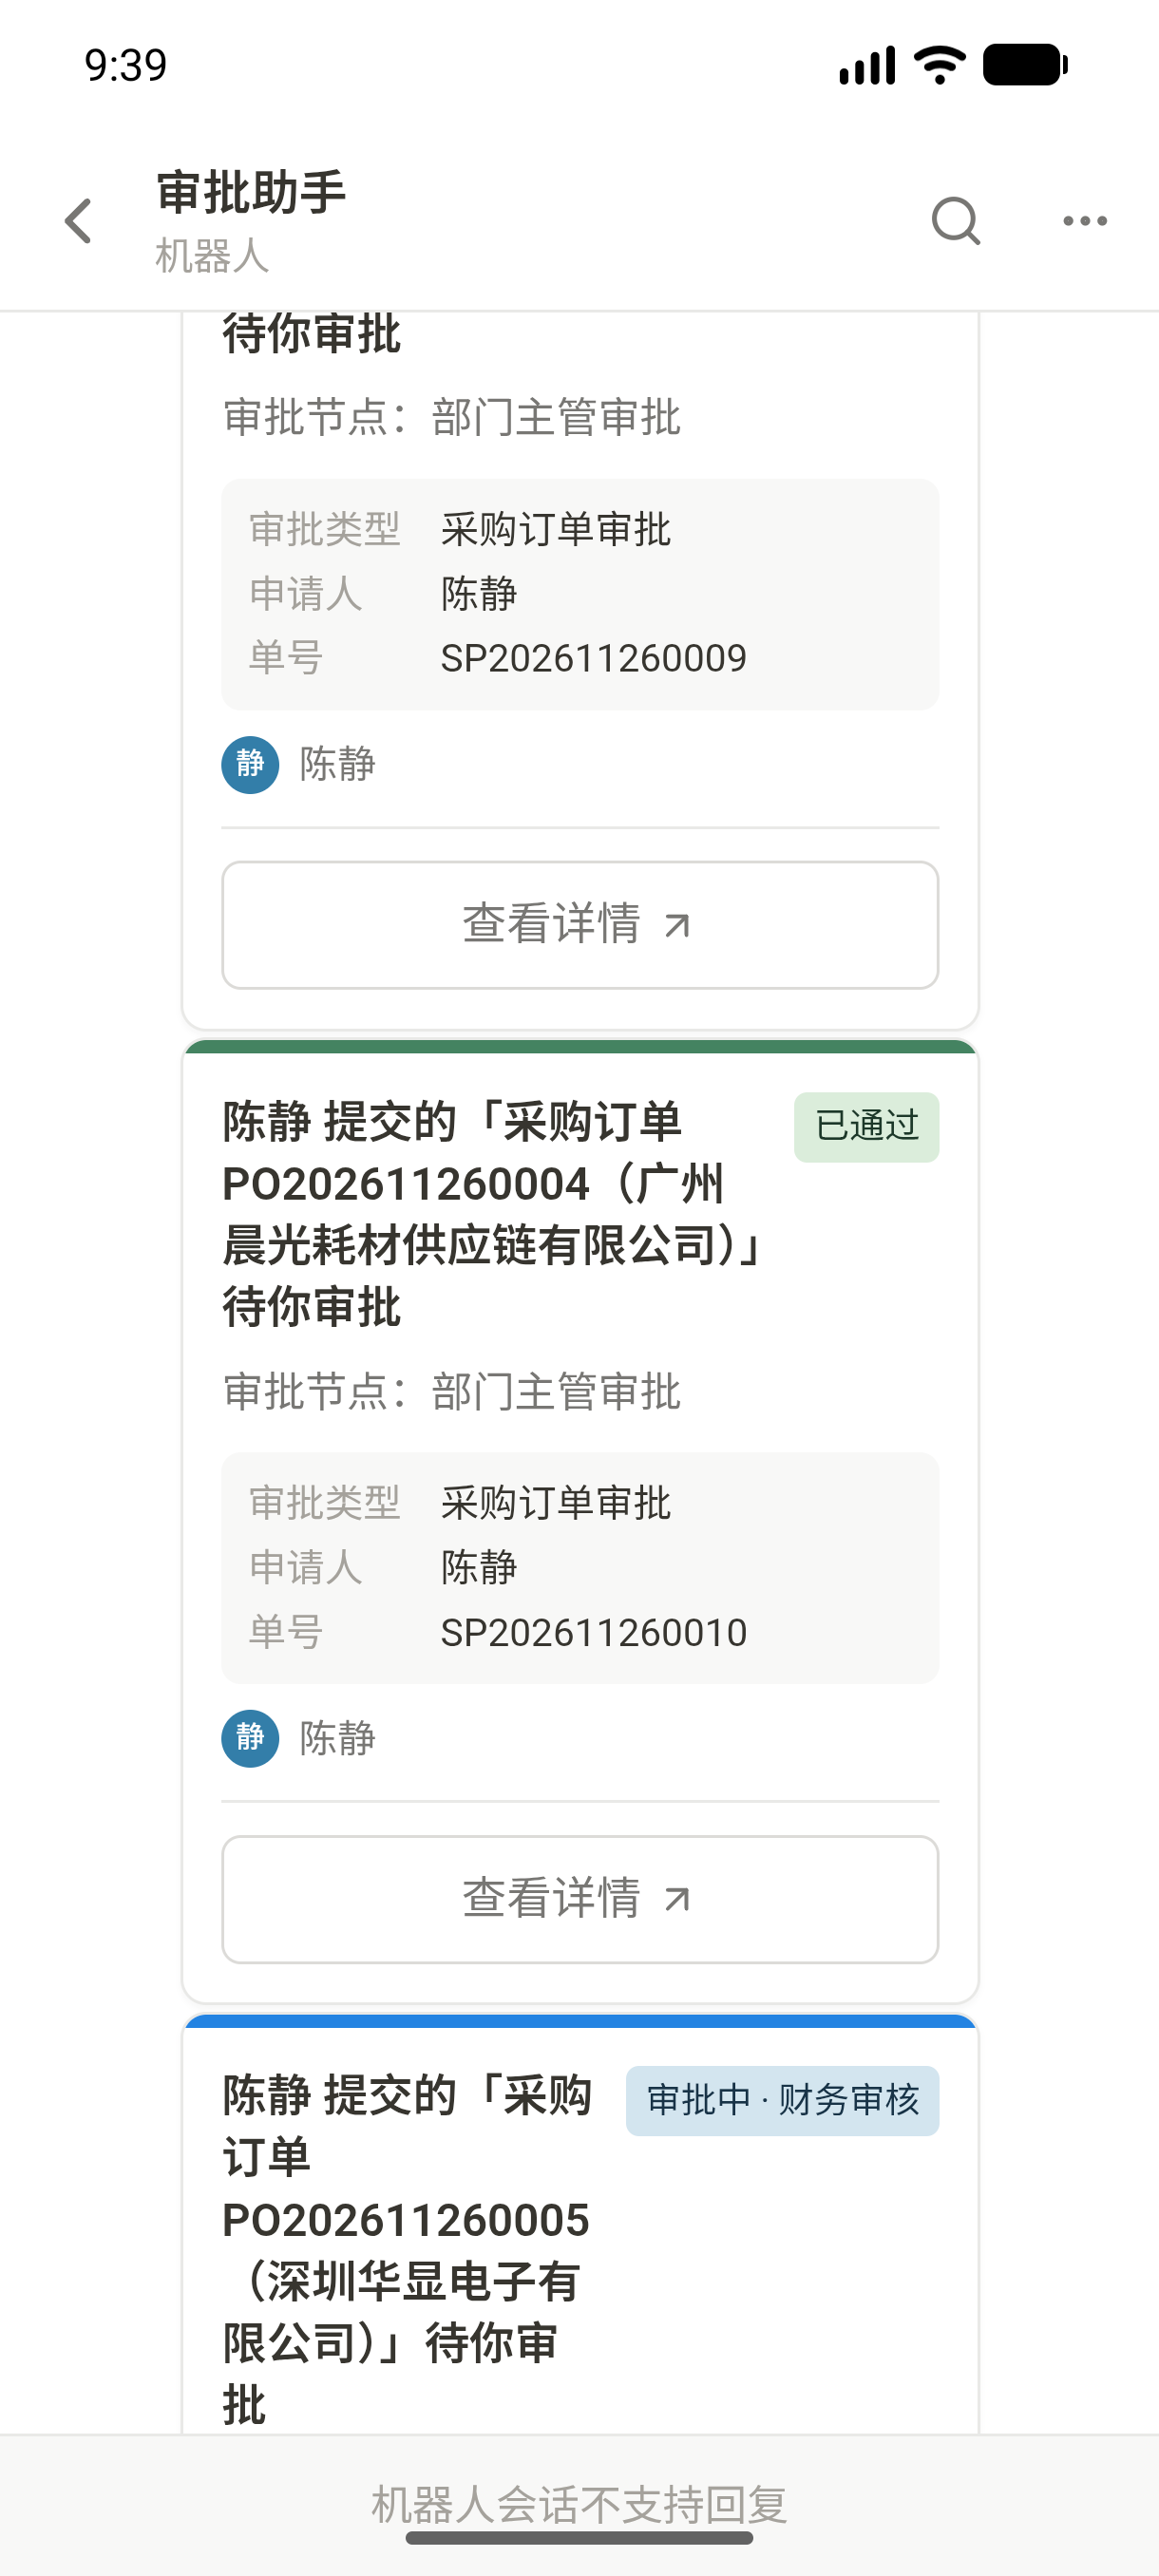 9:39
审批助手
机器人
待你审批
审批节点：部门主管审批
审批类型 采购订单审批
申请人 陈静
单号 SP202611260009
静 陈静
查看详情
陈静 提交的「采购订单 已通过
PO202611260004（广州
晨光耗材供应链有限公司）」
待你审批
审批节点：部门主管审批
审批类型 采购订单审批
申请人 陈静
单号 SP202611260010
静 陈静
查看详情
陈静 提交的「采购 审批中 · 财务审核
订单
PO202611260005
（深圳华显电子有
限公司）」待你审
批
机器人会话不支持回复